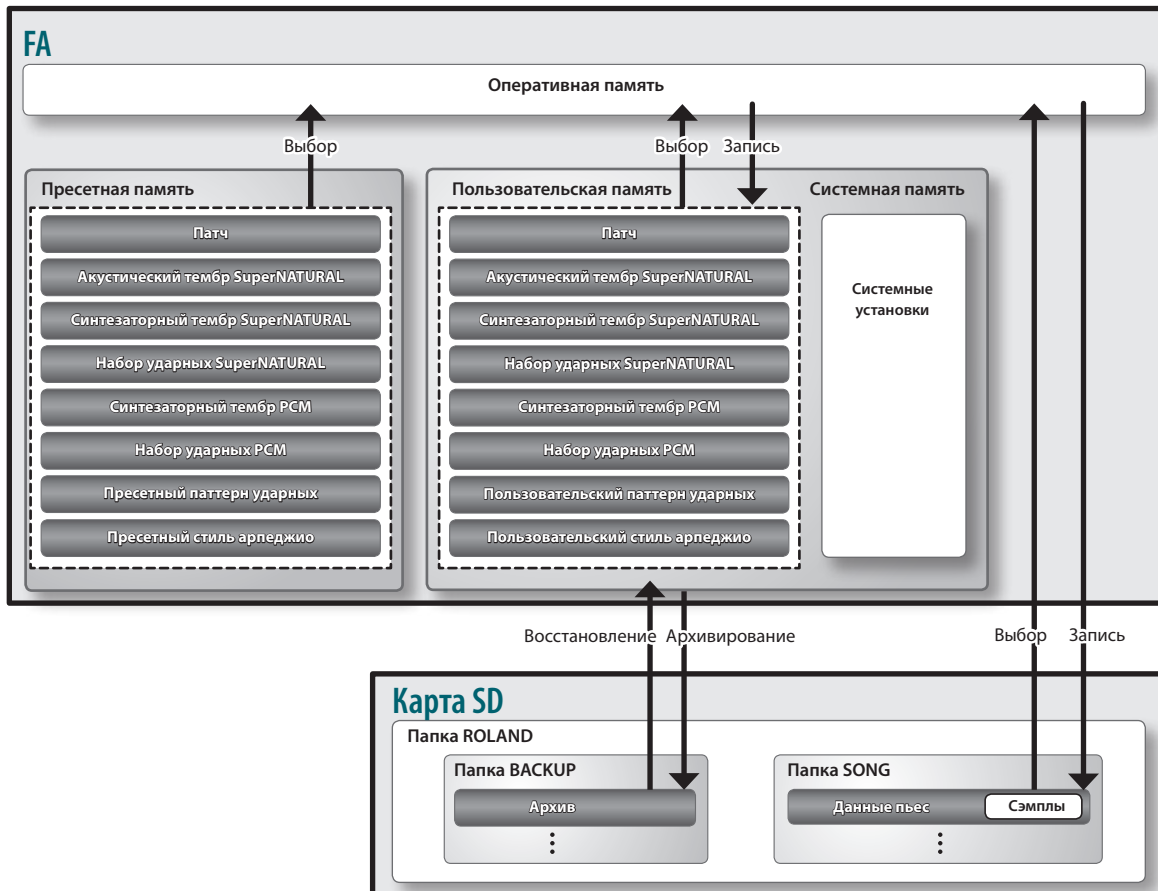 FA
Оперативная память
Выбор
Выбор
Запись
Пресетная память
Патч
Акустический тембр SuperNATURAL
Синтезаторный тембр SuperNATURAL
Набор ударных SuperNATURAL
Синтезаторный тембр PCM
Набор ударных PCM
Пресетный паттерн ударных
Пресетный стиль арпеджио
Пользовательская память
Патч
Акустический тембр SuperNATURAL
Синтезаторный тембр SuperNATURAL
Набор ударных SuperNATURAL
Синтезаторный тембр PCM
Набор ударных PCM
Пользовательский паттерн ударных
Пользовательский стиль арпеджио
Системная память
Системные
установки
Восстановление
Архивирование
Выбор
Запись
Карта SD
Папка ROLAND
Папка BACKUP
Архив
Папка SONG
Данные пьес
Сэмплы